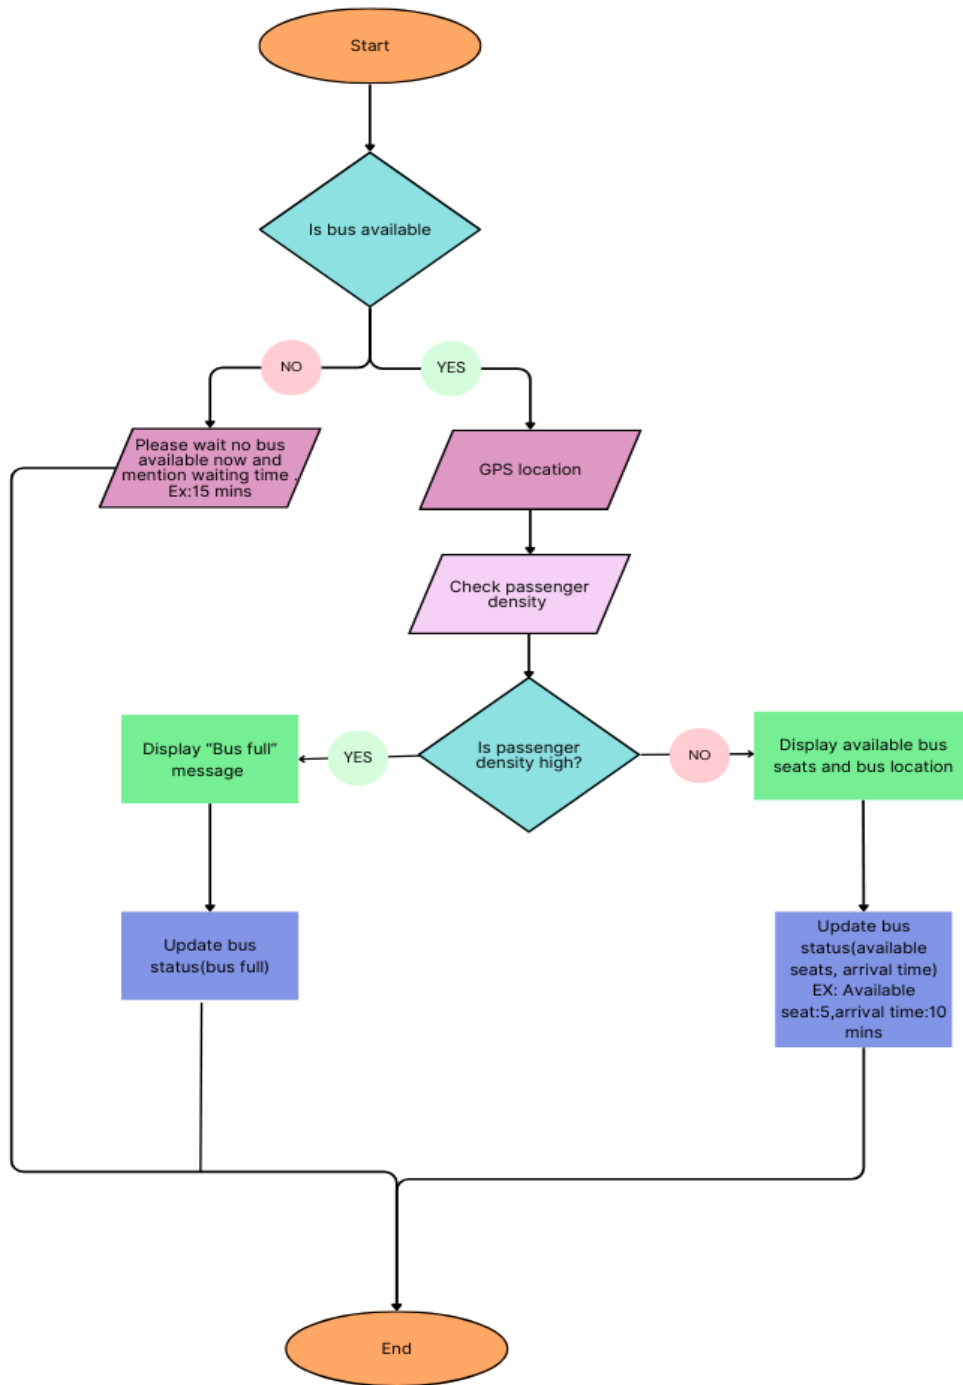 Start
Is bus available
NO
YES
Please wait no bus
available now and
mention waiting time .
Ex:15 mins
GPS location
Check passenger
density
Is passenger
density high?
YES
NO
Display “Bus full”
message
Display available bus
seats and bus location
Update bus
status(bus full)
Update bus
status(available
seats, arrival time)
EX: Available
seat:5,arrival time:10
mins
End